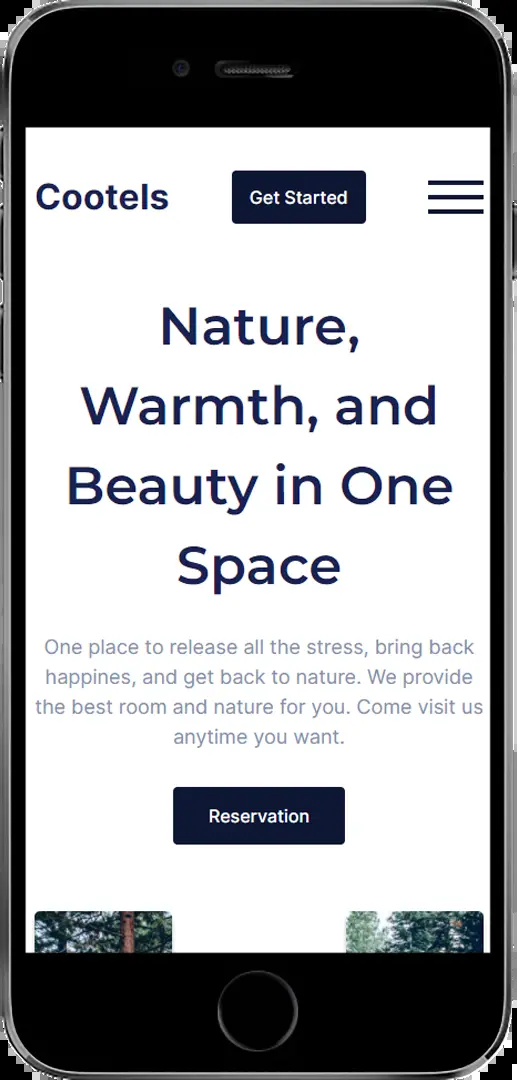 Cootels
Get Started
Nature,
Warmth, and
Beauty in One
Space
One place to release all the stress, bring back
happines, and get back to nature. We provide
the best room and nature for you. Come visit us
anytime you want.
Reservation